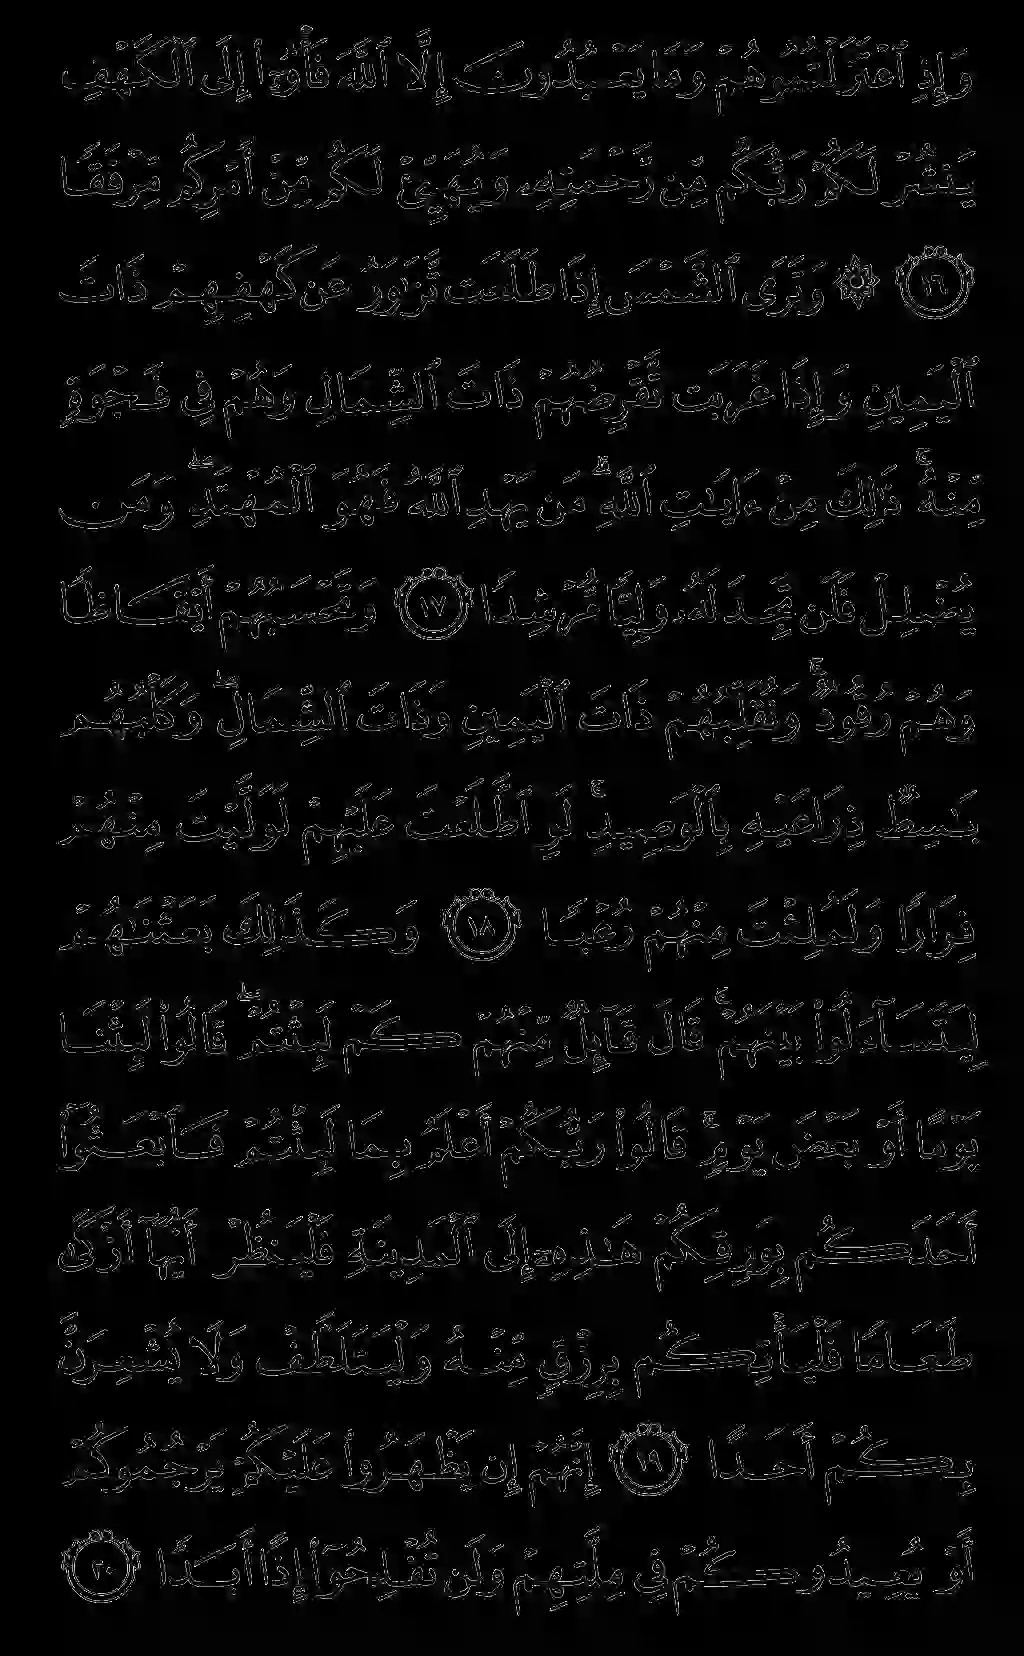 وَإِذِ ٱعْتَزَلْتُمُوهُمْ وَمَا يَعْبُدُونَ إِلَّا ٱللَّهَ فَأْوُۥٓا۟ إِلَى ٱلْكَهْفِ
يَنشُرْ لَكُمْ رَبُّكُم مِّن رَّحْمَتِهِۦ وَيُهَيِّئْ لَكُم مِّنْ أَمْرِكُم مِّرْفَقًا
١٦ ۞ وَتَرَى ٱلشَّمْسَ إِذَا طَلَعَت تَّزَٰوَرُ عَن كَهْفِهِمْ ذَاتَ
ٱلْيَمِينِ وَإِذَا غَرَبَت تَّقْرِضُهُمْ ذَاتَ ٱلشِّمَالِ وَهُمْ فِى فَجْوَةٍ
مِّنْهُ ۚ ذَٰلِكَ مِنْ ءَايَٰتِ ٱللَّهِ ۗ مَن يَهْدِ ٱللَّهُ فَهُوَ ٱلْمُهْتَدِ ۖ وَمَن
يُضْلِلْ فَلَن تَجِدَ لَهُۥ وَلِيًّا مُّرْشِدًا ١٧ وَتَحْسَبُهُمْ أَيْقَاظًا
وَهُمْ رُقُودٌ ۚ وَنُقَلِّبُهُمْ ذَاتَ ٱلْيَمِينِ وَذَاتَ ٱلشِّمَالِ ۖ وَكَلْبُهُم
بَٰسِطٌ ذِرَاعَيْهِ بِٱلْوَصِيدِ ۚ لَوِ ٱطَّلَعْتَ عَلَيْهِمْ لَوَلَّيْتَ مِنْهُمْ
فِرَارًا وَلَمُلِئْتَ مِنْهُمْ رُعْبًا ١٨ وَكَذَٰلِكَ بَعَثْنَٰهُمْ
لِيَتَسَآءَلُوا۟ بَيْنَهُمْ ۚ قَالَ قَآئِلٌ مِّنْهُمْ كَمْ لَبِثْتُمْ ۖ قَالُوا۟ لَبِثْنَا
يَوْمًا أَوْ بَعْضَ يَوْمٍ ۚ قَالُوا۟ رَبُّكُمْ أَعْلَمُ بِمَا لَبِثْتُمْ فَٱبْعَثُوٓا۟
أَحَدَكُم بِوَرِقِكُمْ هَٰذِهِۦٓ إِلَى ٱلْمَدِينَةِ فَلْيَنظُرْ أَيُّهَآ أَزْكَىٰ
طَعَامًا فَلْيَأْتِكُم بِرِزْقٍ مِّنْهُ وَلْيَتَلَطَّفْ وَلَا يُشْعِرَنَّ
بِكُمْ أَحَدًا ١٩ إِنَّهُمْ إِن يَظْهَرُوا۟ عَلَيْكُمْ يَرْجُمُوكُمْ
أَوْ يُعِيدُوكُمْ فِى مِلَّتِهِمْ وَلَن تُفْلِحُوٓا۟ إِذًا أَبَدًا ٢٠